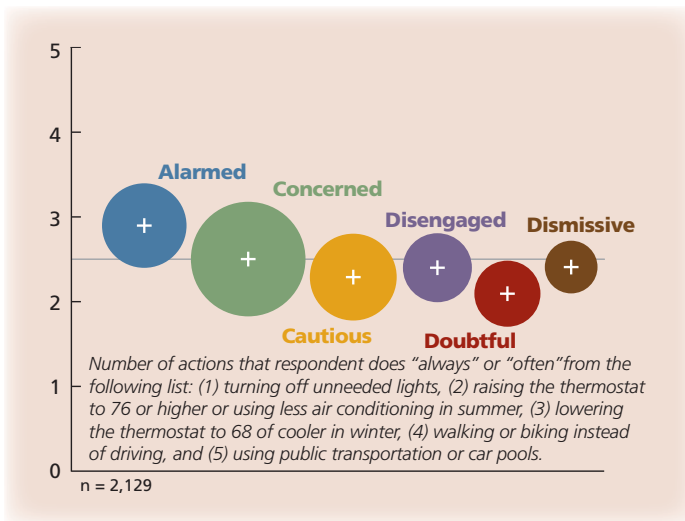 5
4
Alarmed
Concerned
3
Disengaged
Dismissive
2
Cautious
Doubtful
Number of actions that respondent does “always” or “often”from the
1
following list: (1) turning off unneeded lights, (2) raising the thermostat
to 76 or higher or using less air conditioning in summer, (3) lowering
the thermostat to 68 of cooler in winter, (4) walking or biking instead
of driving, and (5) using public transportation or car pools.
0
n = 2,129